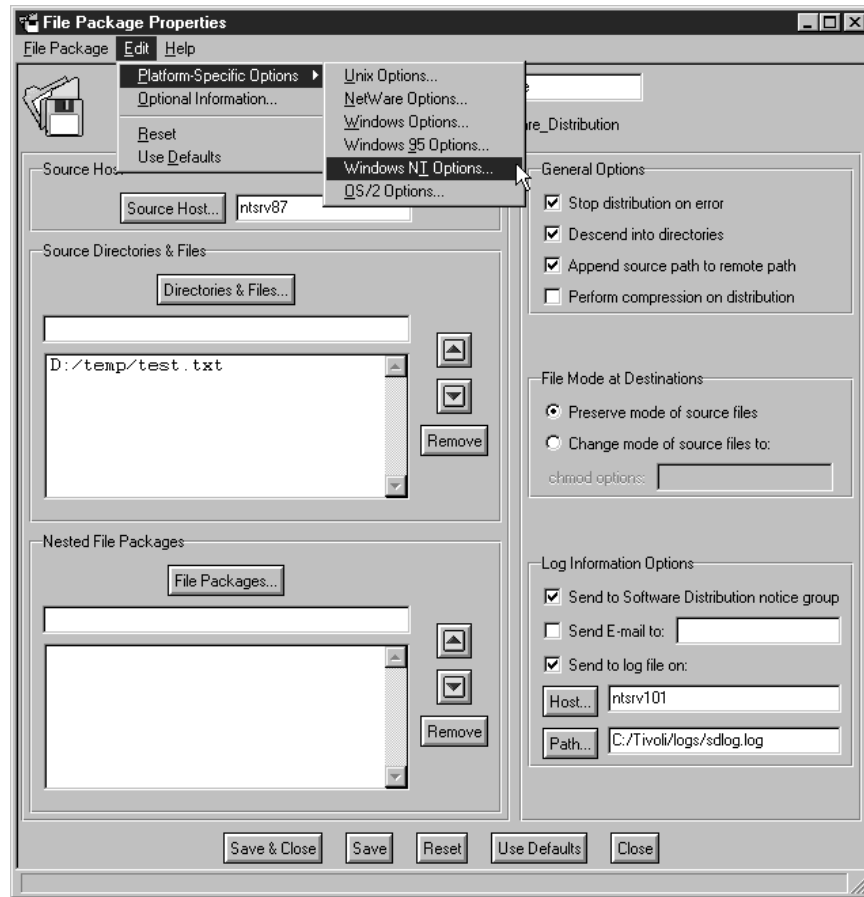 File Package Properties
File Package Edit Help
Platform-Specific Options
Optional Information...
Reset
Use Defaults
Unix Options...
NetWare Options...
Windows Options...
Windows 95 Options...
Windows NT Options...
OS/2 Options...
re_Distribution
Source Hos
Source Host... ntsrv87
Source Directories & Files
Directories & Files...
D:/temp/test.txt
Remove
Nested File Packages
File Packages...
Remove
General Options
Stop distribution on error
Descend into directories
Append source path to remote path
Perform compression on distribution
File Mode at Destinations
Preserve mode of source files
Change mode of source files to:
chmod options:
Log Information Options
Send to Software Distribution notice group
Send E-mail to:
Send to log file on:
Host... ntsrv101
Path... C:/Tivoli/logs/sdlog.log
Save & Close Save Reset Use Defaults Close